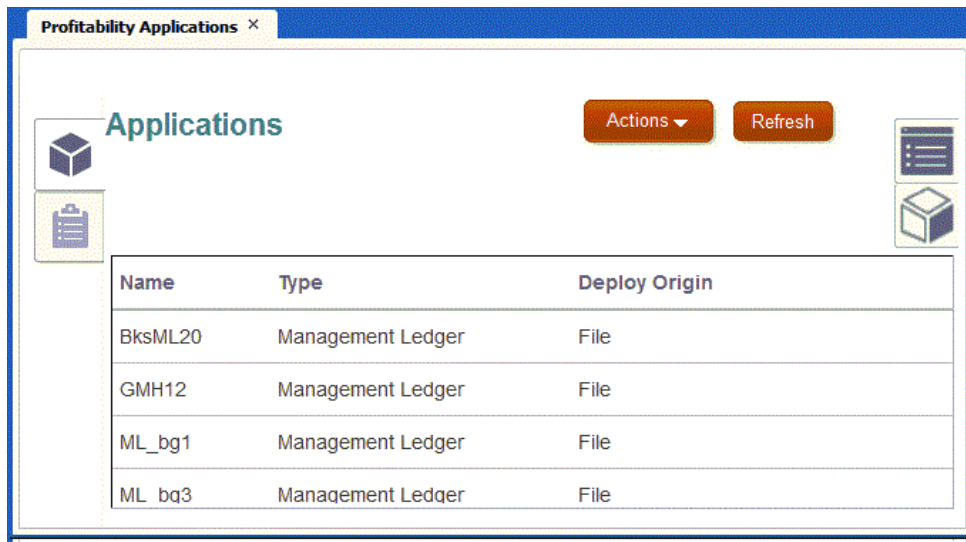 Profitability Applications ×
Applications
Actions
Refresh
Name Type Deploy Origin
BksML20 Management Ledger File
GMH12 Management Ledger File
ML_bg1 Management Ledger File
ML_bg3 Management Ledger File